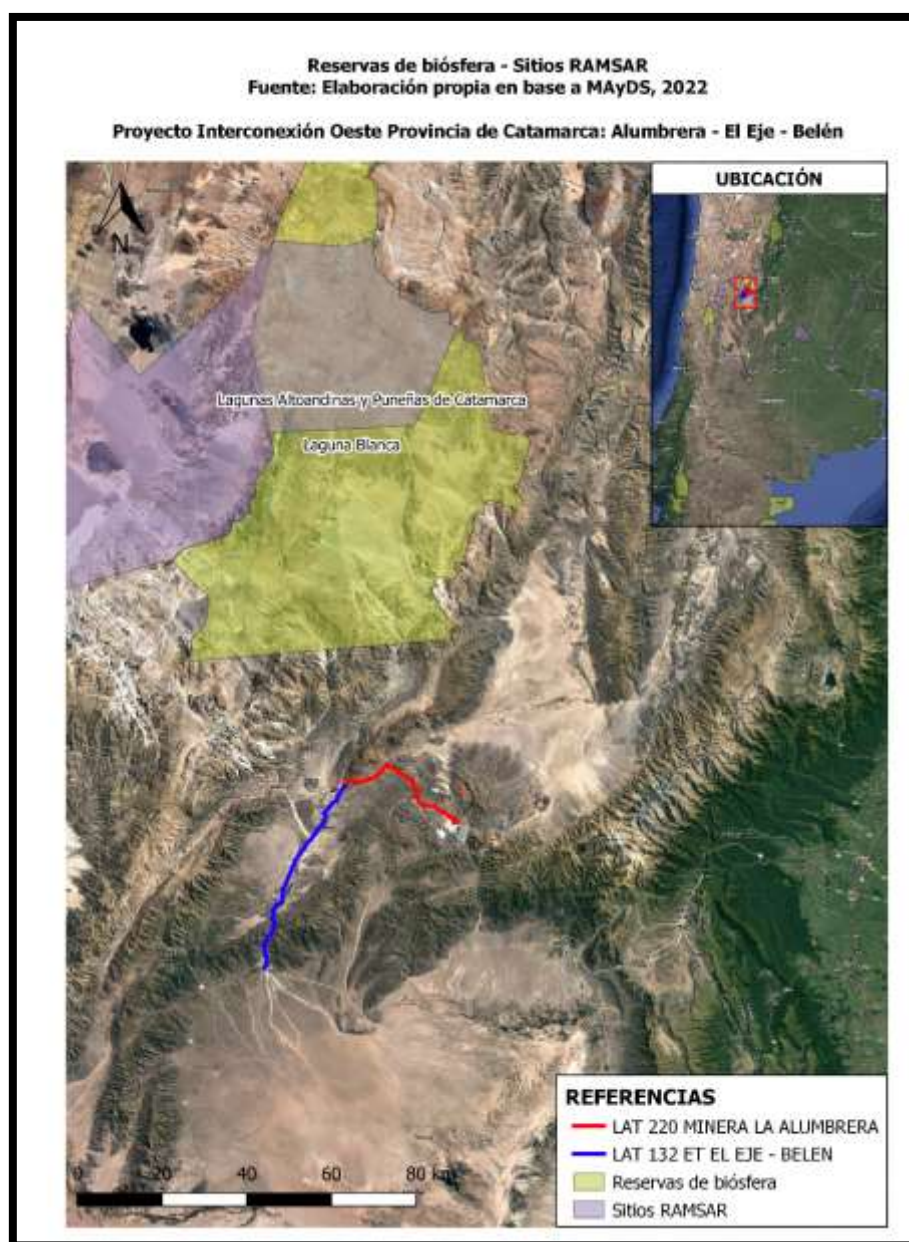 Reservas de biósfera - Sitios RAMSAR
Fuente: Elaboración propia en base a MAyDS, 2022
Proyecto Interconexión Oeste Provincia de Catamarca: Alumbrera - El Eje - Belén
UBICACIÓN
N
Lagunas Altoandinas y Puneñas de Catamarca
Laguna Blanca
REFERENCIAS
LAT 220 MINERA LA ALUMBRERA
LAT 132 ET EL EJE - BELEN
Reservas de biósfera
Sitios RAMSAR
0 20 40 60 80 km